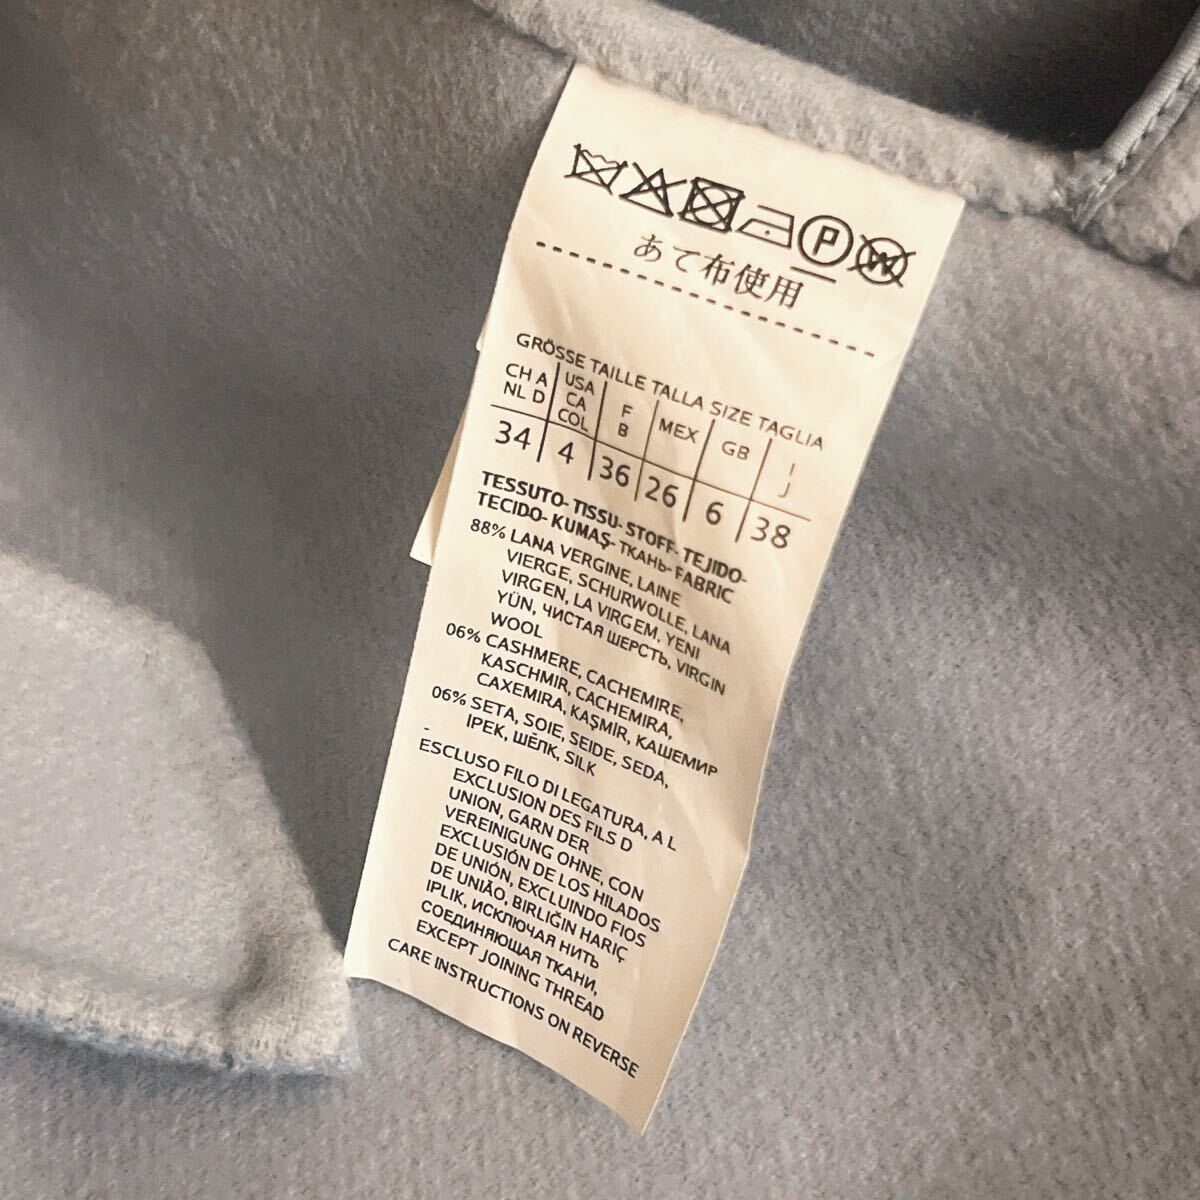 P W
あて布使用
GRÖSSE TAILLE TALLA SIZE TAGLIA
CH A NL D | USA CA COL | F B | MEX | GB | I J
34 | 4 | 36 | 26 | 6 | 38
TESSUTO- TISSU- STOFF- TEJIDO-
TECIDO- KUMAŞ- ТКАНЬ- FABRIC
88% LANA VERGINE, LAINE
VIERGE, SCHURWOLLE, LANA
VIRGEN, LA VIRGEM, YENI
YÜN, ЧИСТАЯ ШЕРСТЬ, VIRGIN
WOOL
06% CASHMERE, CACHEMIRE,
KASCHMIR, CACHEMIRA,
CAXEMIRA, KAŞMİR, КАШЕМИР
06% SETA, SOIE, SEIDE, SEDA,
IPEK, ШЁЛК, SILK
-
ESCLUSO FILO DI LEGATURA, A L
EXCLUSION DES FILS D
UNION, GARN DER
VEREINIGUNG OHNE, CON
EXCLUSIÓN DE LOS HILADOS
DE UNIÓN, EXCLUINDO FIOS
DE UNIÃO, BIRLIĞIN HARIÇ
IPLIK, ИСКЛЮЧАЯ НИТЬ
СОЕДИНЯЮЩАЯ ТКАНИ,
EXCEPT JOINING THREAD
CARE INSTRUCTIONS ON REVERSE